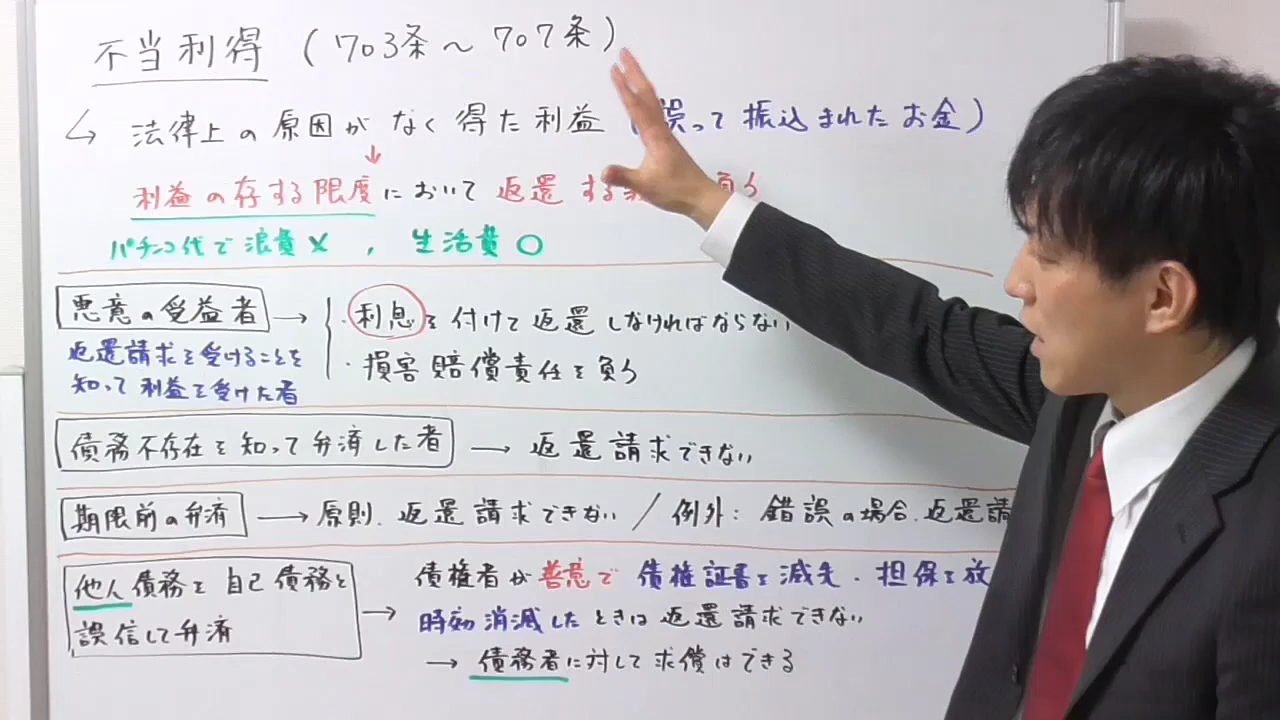 不当利得 (703条～707条)
↳ 法律上の原因がなく得た利益 (誤って振込まれたお金)
↓
利益の存する限度において返還する 負う
パチンコ代で浪費×, 生活費○
悪意の受益者 → ・利息を付けて返還しなければならない
返還請求を受けることを
知って利益を受けた者
・損害賠償責任を負う
債務不存在を知って弁済した者 → 返還請求できない
期限前の弁済 → 原則、返還請求できない / 例外: 錯誤の場合、返還請
他人債務を自己債務と
誤信して弁済
→ 債権者が善意で 債権証書を滅失・担保を放
時効消滅したときは返還請求できない
→ 債務者に対して求償はできる